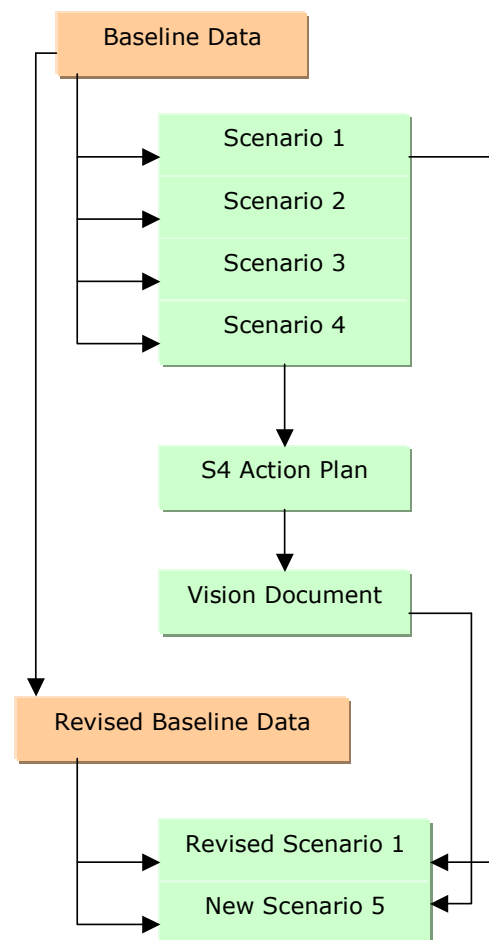 Baseline Data
Scenario 1
Scenario 2
Scenario 3
Scenario 4
S4 Action Plan
Vision Document
Revised Baseline Data
Revised Scenario 1
New Scenario 5